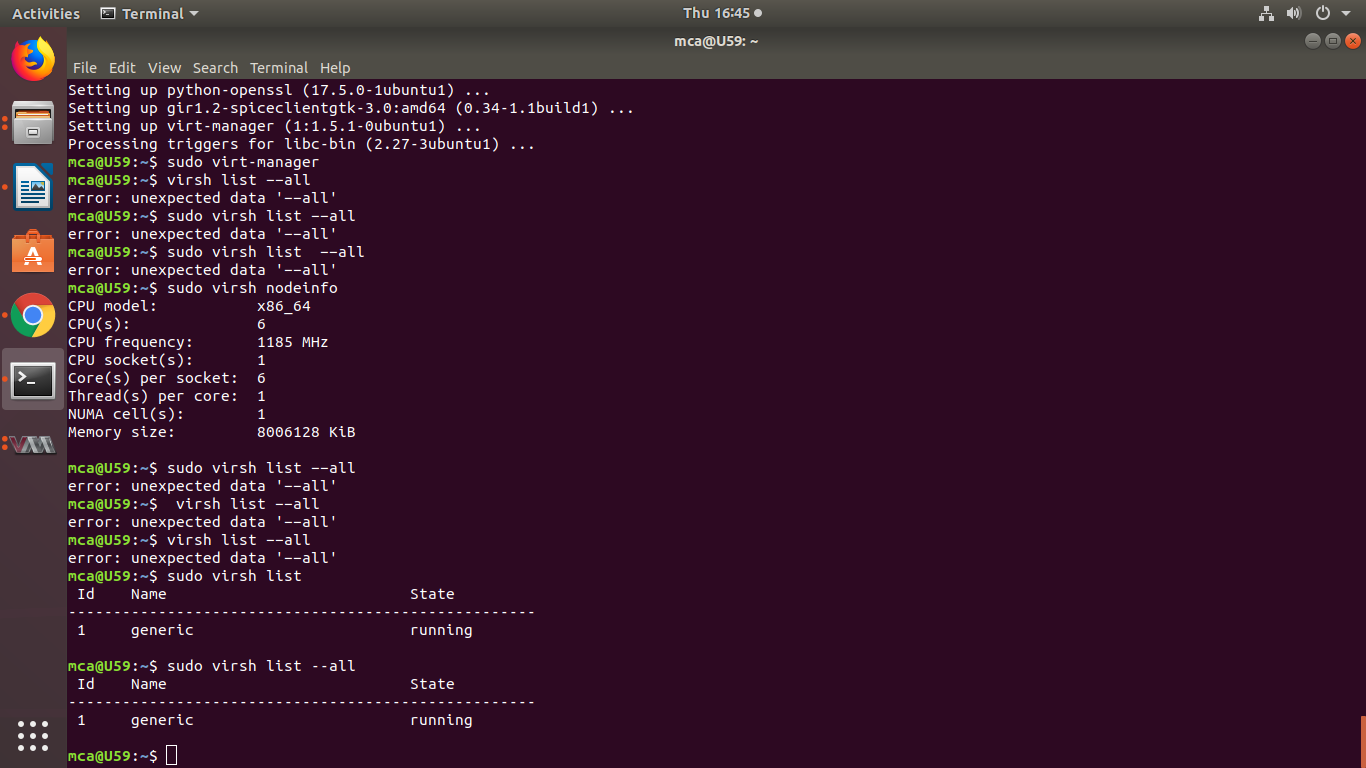 Activities Terminal Thu 16:45
mca@U59: ~
File Edit View Search Terminal Help
Setting up python-openssl (17.5.0-1ubuntu1) ...
Setting up gir1.2-spiceclientgtk-3.0:amd64 (0.34-1.1build1) ...
Setting up virt-manager (1:1.5.1-0ubuntu1) ...
Processing triggers for libc-bin (2.27-3ubuntu1) ...
mca@U59:~$ sudo virt-manager
mca@U59:~$ virsh list ––all
error: unexpected data '––all'
mca@U59:~$ sudo virsh list ––all
error: unexpected data '––all'
mca@U59:~$ sudo virsh list  ––all
error: unexpected data '––all'
mca@U59:~$ sudo virsh nodeinfo
CPU model:           x86_64
CPU(s):              6
CPU frequency:       1185 MHz
CPU socket(s):       1
Core(s) per socket:  6
Thread(s) per core:  1
NUMA cell(s):        1
Memory size:         8006128 KiB
mca@U59:~$ sudo virsh list ––all
error: unexpected data '––all'
mca@U59:~$  virsh list ––all
error: unexpected data '––all'
mca@U59:~$ virsh list ––all
error: unexpected data '––all'
mca@U59:~$ sudo virsh list
 Id    Name                           State
----------------------------------------------------
 1     generic                        running
mca@U59:~$ sudo virsh list --all
 Id    Name                           State
----------------------------------------------------
 1     generic                        running
mca@U59:~$